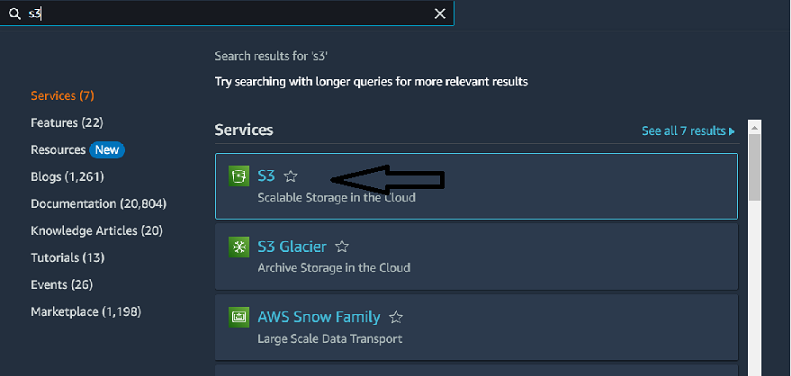 s3
Search results for 's3'
Try searching with longer queries for more relevant results
Services (7)
Features (22)
Resources New
Blogs (1,261)
Documentation (20,804)
Knowledge Articles (20)
Tutorials (13)
Events (26)
Marketplace (1,198)
Services
See all 7 results
S3
Scalable Storage in the Cloud
S3 Glacier
Archive Storage in the Cloud
AWS Snow Family
Large Scale Data Transport